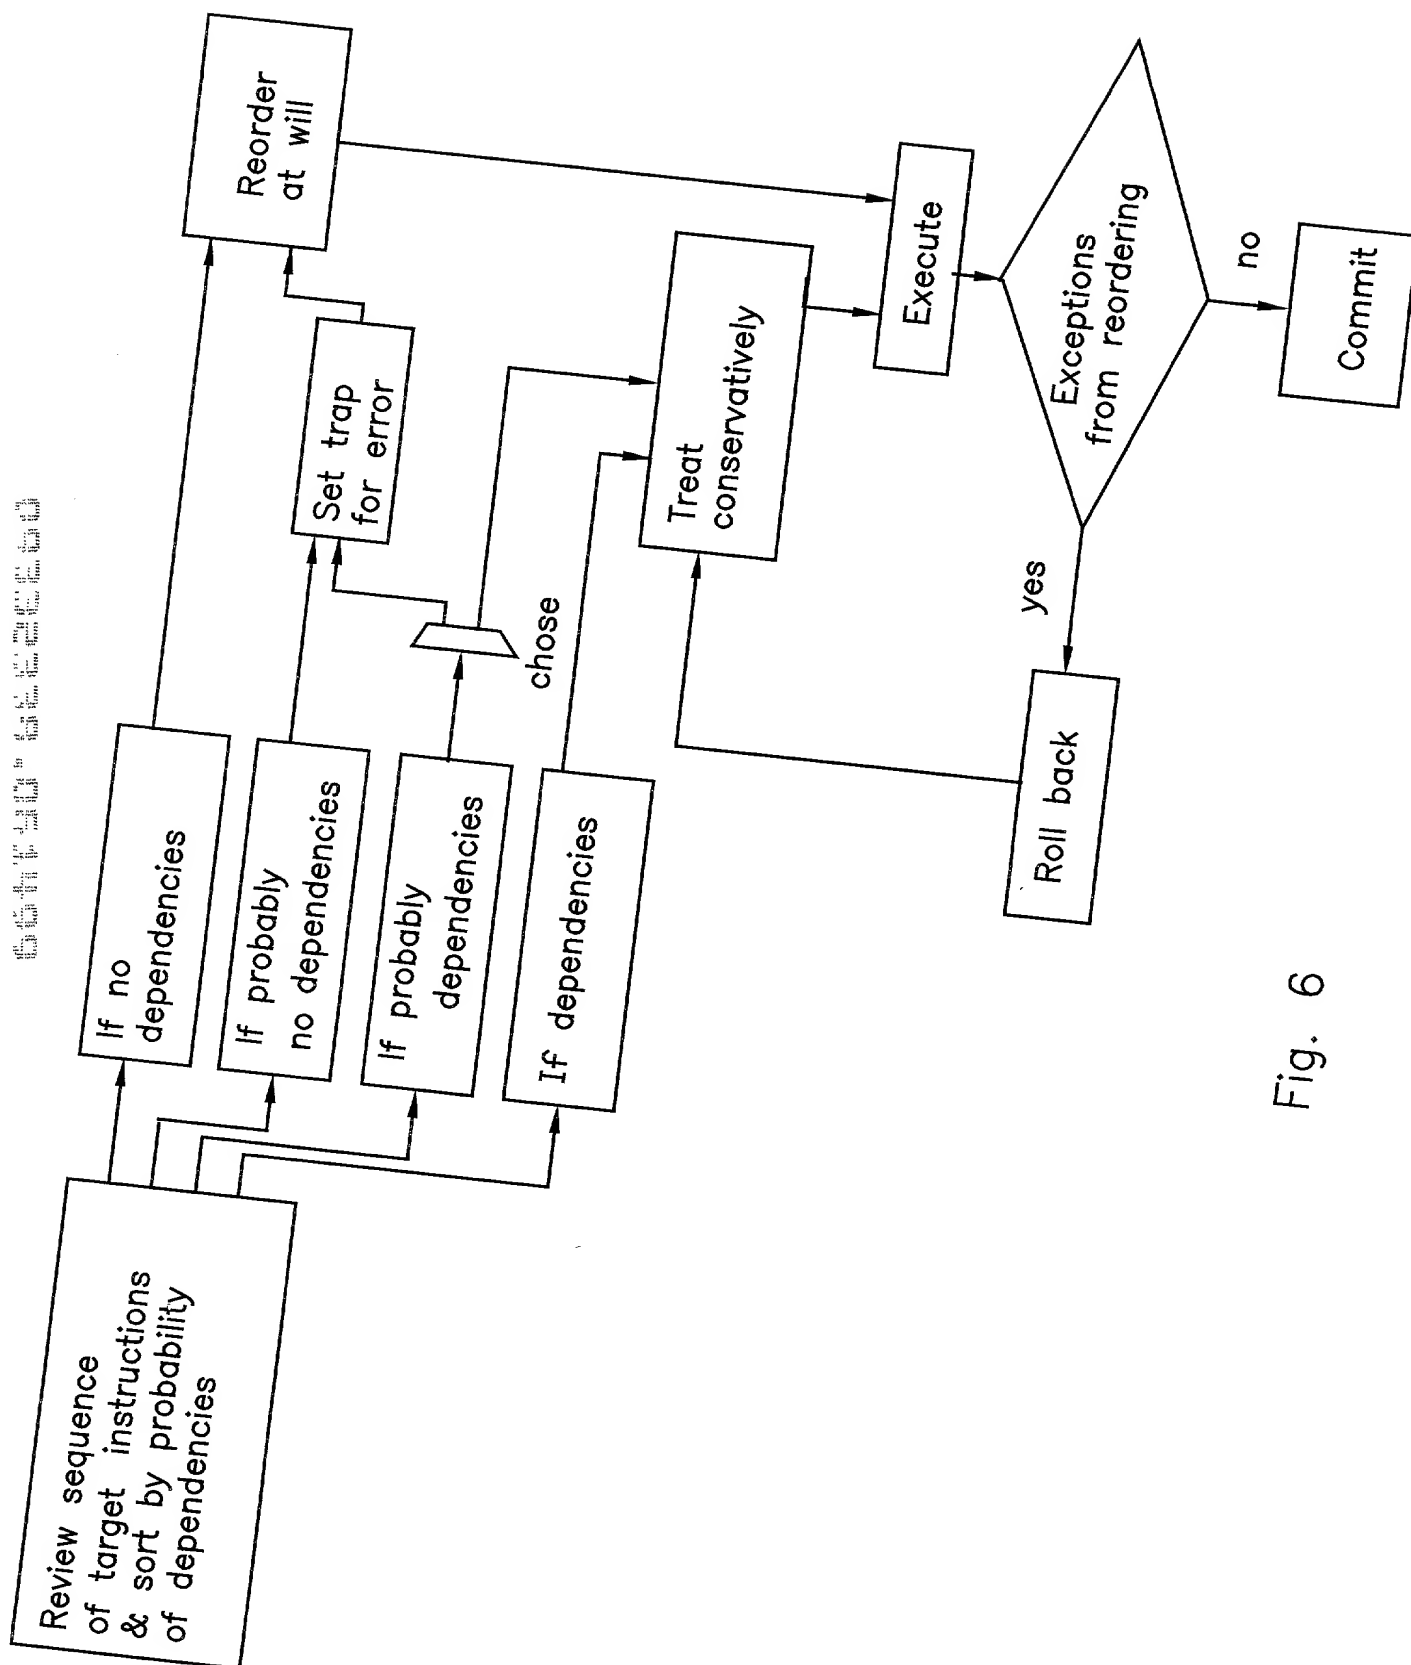 Review sequence
of target instructions
& sort by probability
of dependencies
If no
dependencies
If probably
no dependencies
If probably
dependencies
If dependencies
chose
Set trap
for error
Reorder
at will
Treat
conservatively
Execute
Exceptions
from reordering
yes
no
Roll back
Commit
Fig. 6